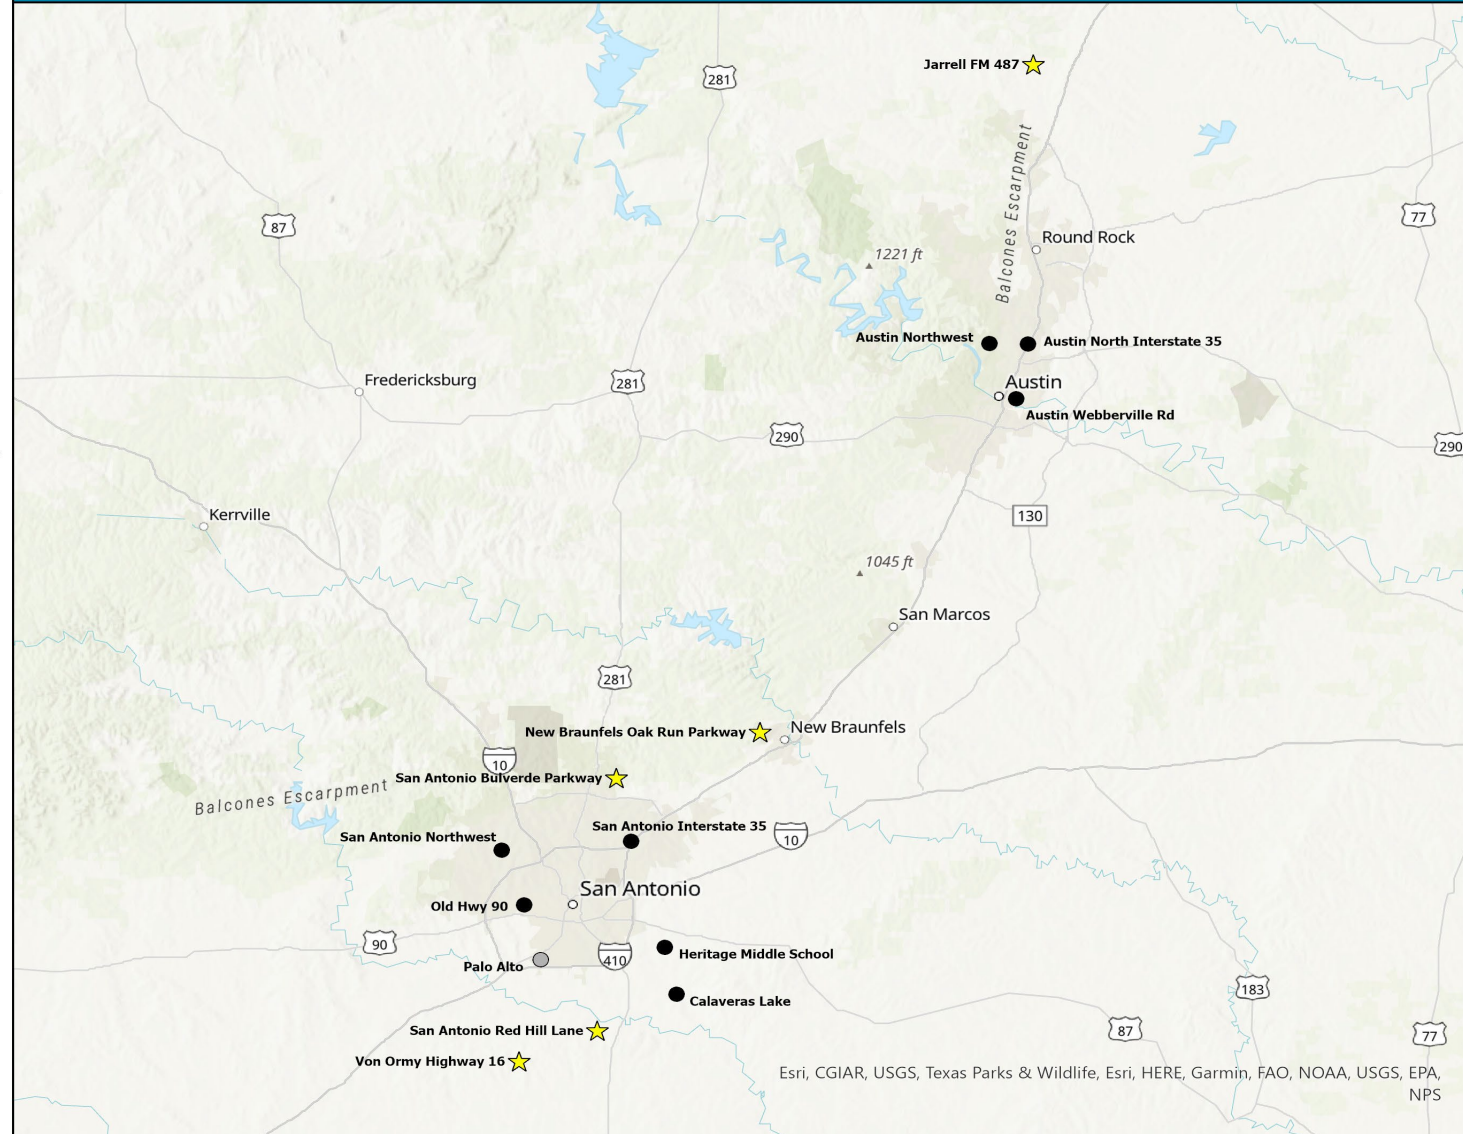 Jarrell FM 487
281
87
77
Balcones Escarpment
Round Rock
1221 ft
Austin Northwest
Austin North Interstate 35
Fredericksburg
281
Austin
Austin Webberville Rd
290
290
Kerrville
130
1045 ft
San Marcos
281
New Braunfels Oak Run Parkway
New Braunfels
10
San Antonio Bulverde Parkway
Balcones Escarpment
San Antonio Northwest
San Antonio Interstate 35
10
San Antonio
Old Hwy 90
90
Palo Alto
410
Heritage Middle School
Calaveras Lake
183
San Antonio Red Hill Lane
87
77
Von Ormy Highway 16
Esri, CGIAR, USGS, Texas Parks & Wildlife, Esri, HERE, Garmin, FAO, NOAA, USGS, EPA,
NPS